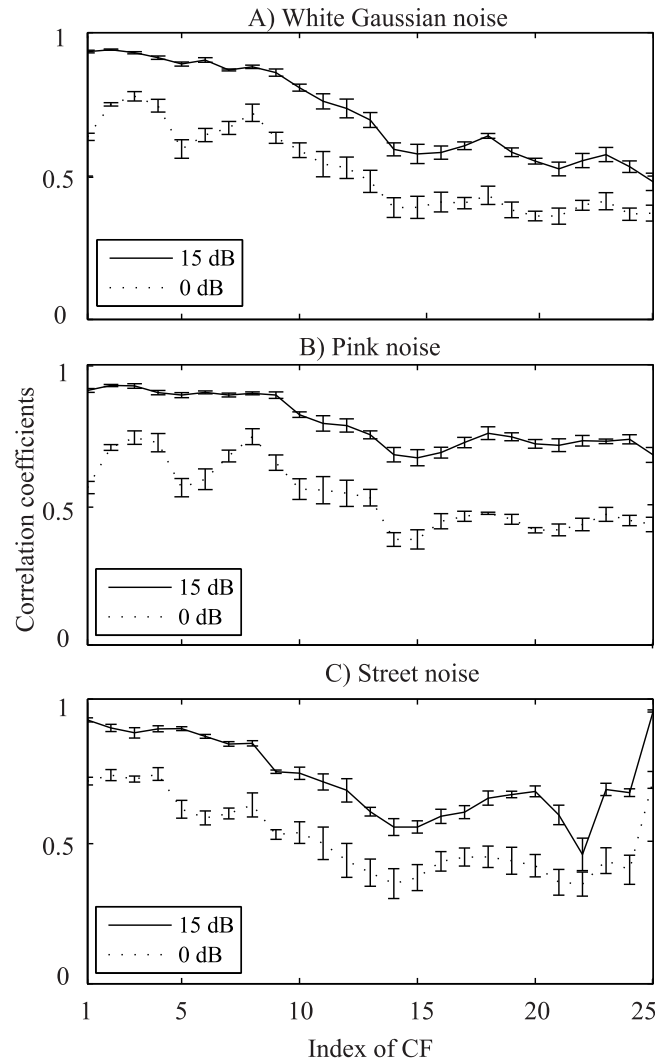 A) White Gaussian noise
1
0.5
0
15 dB
0 dB
B) Pink noise
1
0.5
0
15 dB
0 dB
C) Street noise
1
0.5
0
15 dB
0 dB
1 5 10 15 20 25
Index of CF
Correlation coefficients